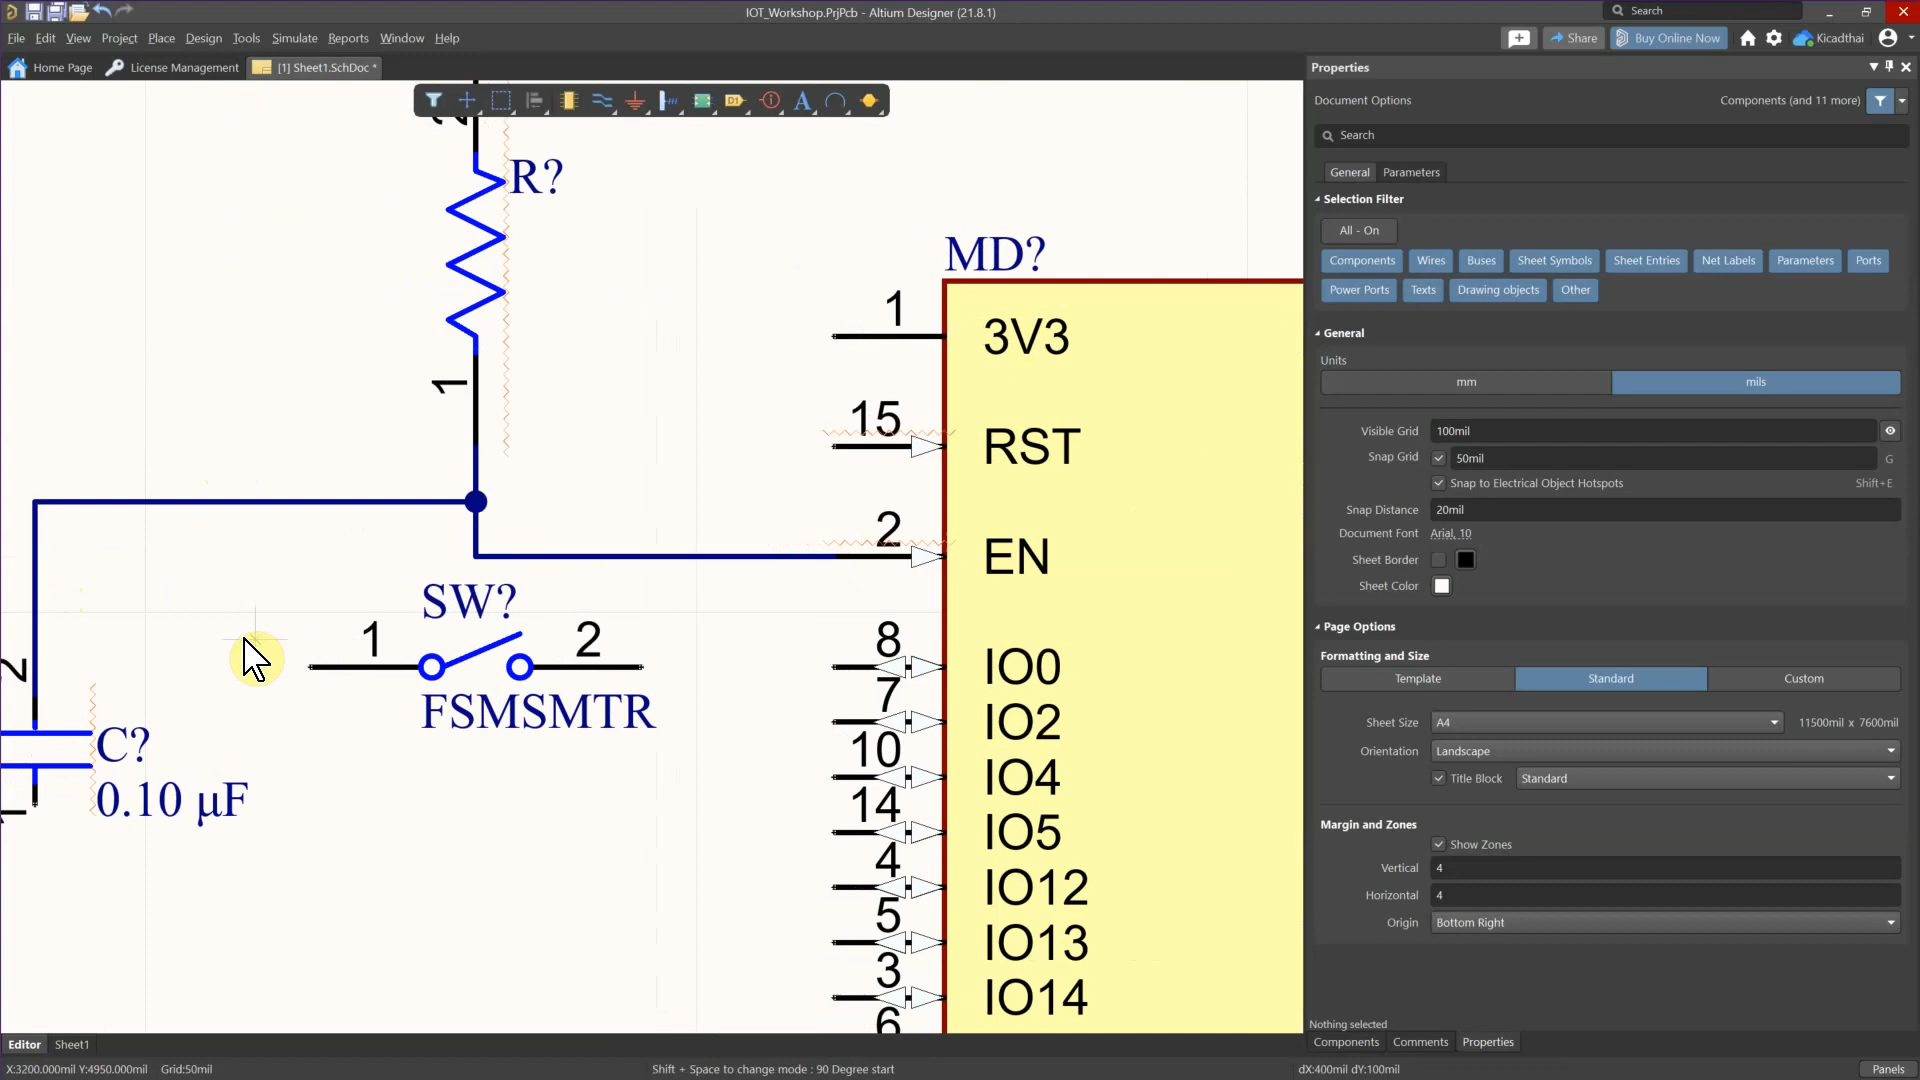 IOT_Workshop.PrjPcb - Altium Designer (21.8.1)
Search
File Edit View Project Place Design Tools Simulate Reports Window Help
Share
Buy Online Now
Kicadthai
Home Page
License Management
[1] Sheet1.SchDoc *
D1
A
2
R?
1
MD?
1 3V3
15 RST
2 EN
8 IO0
7 IO2
10 IO4
14 IO5
4 IO12
5 IO13
3 IO14
6
SW?
1 2
FSMSMTR
2
C?
0.10 µF
1
Properties
Document Options
Components (and 11 more)
Search
General Parameters
Selection Filter
All - On
Components Wires Buses Sheet Symbols Sheet Entries Net Labels Parameters Ports
Power Ports Texts Drawing objects Other
General
Units
mm mils
Visible Grid 100mil
Snap Grid 50mil G
Snap to Electrical Object Hotspots Shift+E
Snap Distance 20mil
Document Font Arial, 10
Sheet Border
Sheet Color
Page Options
Formatting and Size
Template Standard Custom
Sheet Size A4 11500mil x 7600mil
Orientation Landscape
Title Block Standard
Margin and Zones
Show Zones
Vertical 4
Horizontal 4
Origin Bottom Right
Nothing selected
Components Comments Properties
Editor Sheet1
X:3200.000mil Y:4950.000mil Grid:50mil
Shift + Space to change mode : 90 Degree start
dX:400mil dY:100mil
Panels